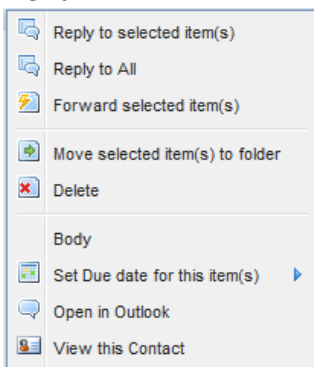 Reply to selected item(s)
Reply to All
Forward selected item(s)
Move selected item(s) to folder
Delete
Body
Set Due date for this item(s)
Open in Outlook
View this Contact